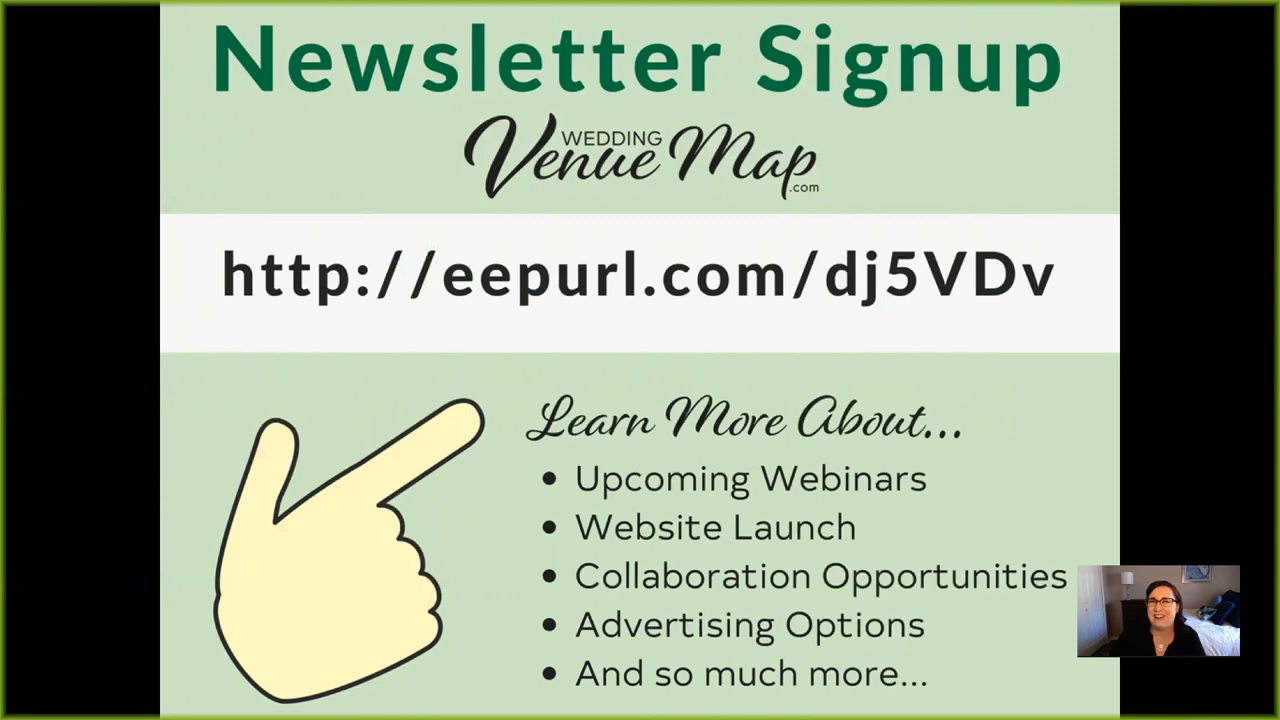 Newsletter Signup
WEDDING
Venue Map
.com
http://eepurl.com/dj5VDv
Learn More About...
• Upcoming Webinars
• Website Launch
• Collaboration Opportunities
• Advertising Options
• And so much more...